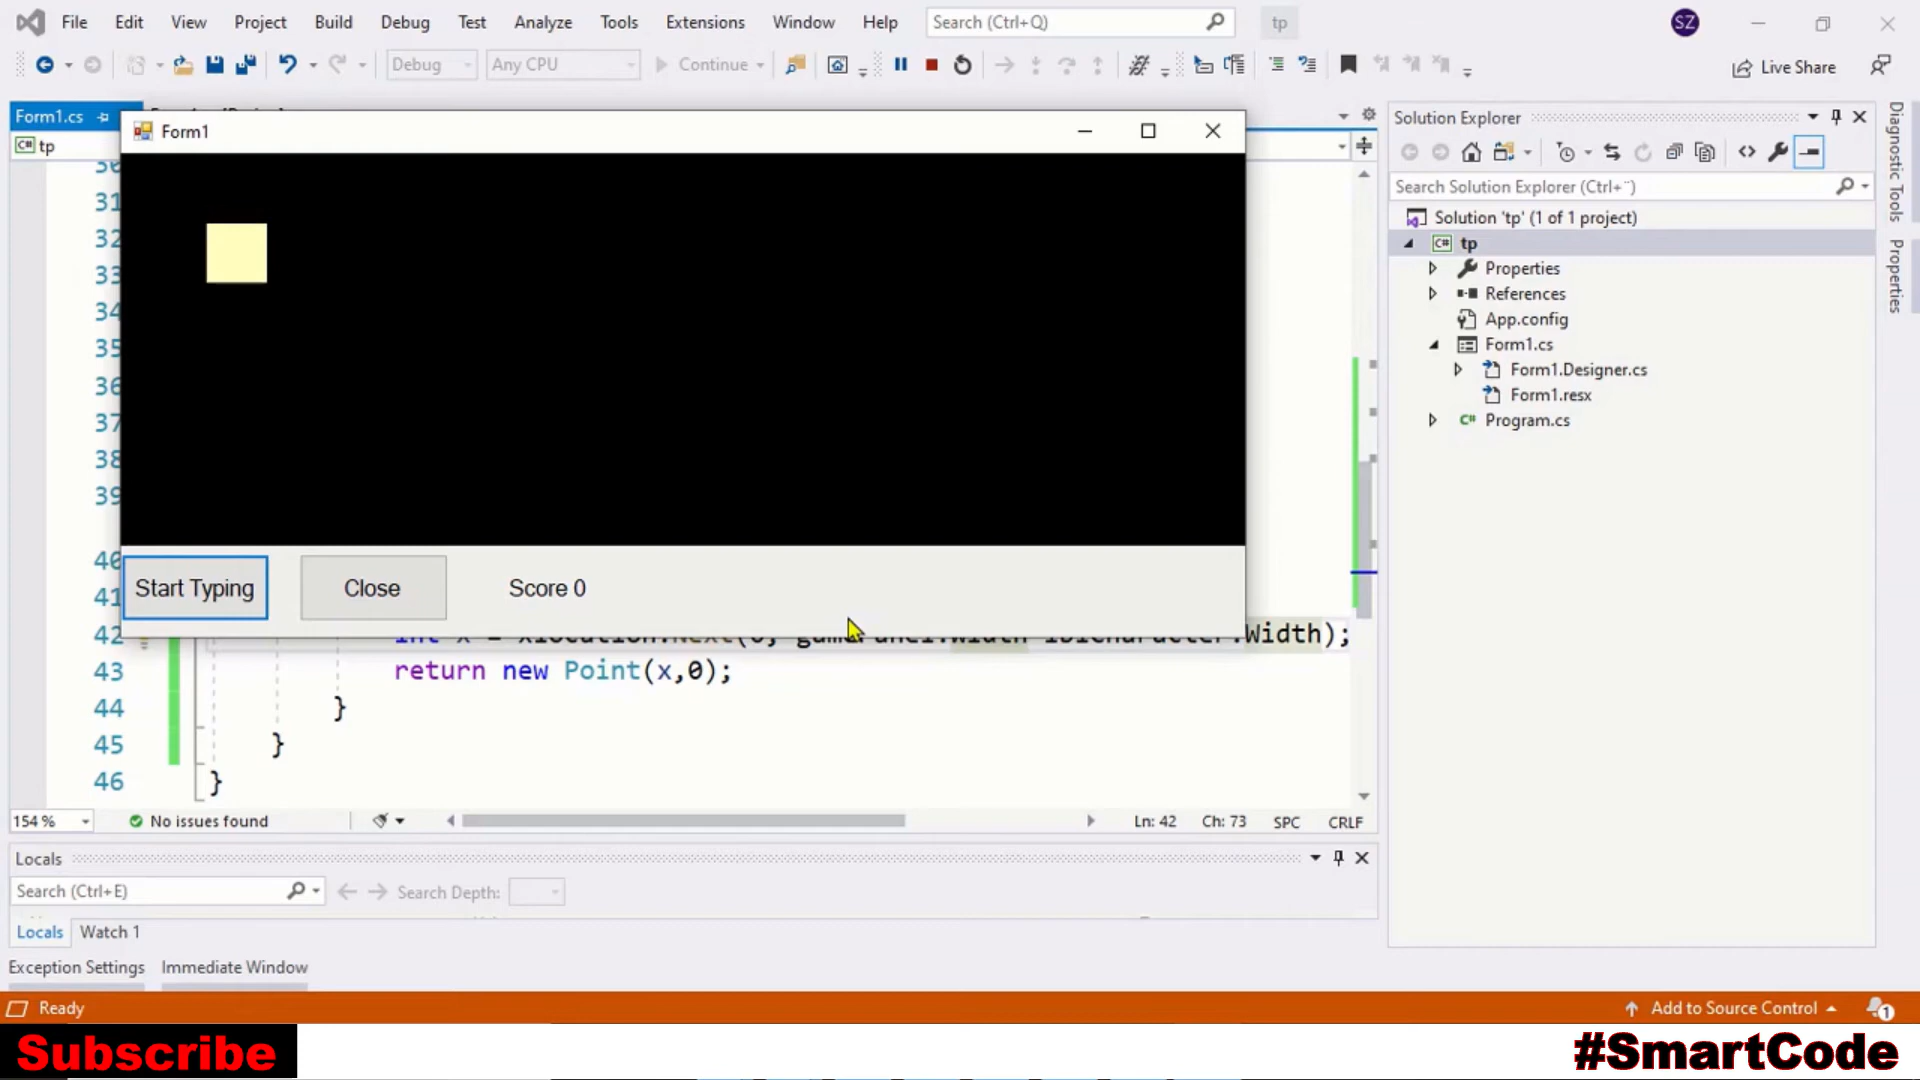 File Edit View Project Build Debug Test Analyze Tools Extensions Window Help Search (Ctrl+Q) tp SZ
Debug Any CPU Continue Live Share
Form1.cs
tp
Form1
31
32
33
34
35
36
37
38
39
40
41
42
43 return new Point(x,0);
44 }
45 }
46 }
Start Typing Close Score 0
Width);
154 % No issues found Ln: 42 Ch: 73 SPC CRLF
Locals
Search (Ctrl+E) Search Depth:
Locals Watch 1
Exception Settings Immediate Window
Ready Add to Source Control 1
Solution Explorer
Search Solution Explorer (Ctrl+¨)
Solution 'tp' (1 of 1 project)
C# tp
Properties
References
App.config
Form1.cs
Form1.Designer.cs
Form1.resx
C# Program.cs
Diagnostic Tools
Properties
Subscribe
#SmartCode